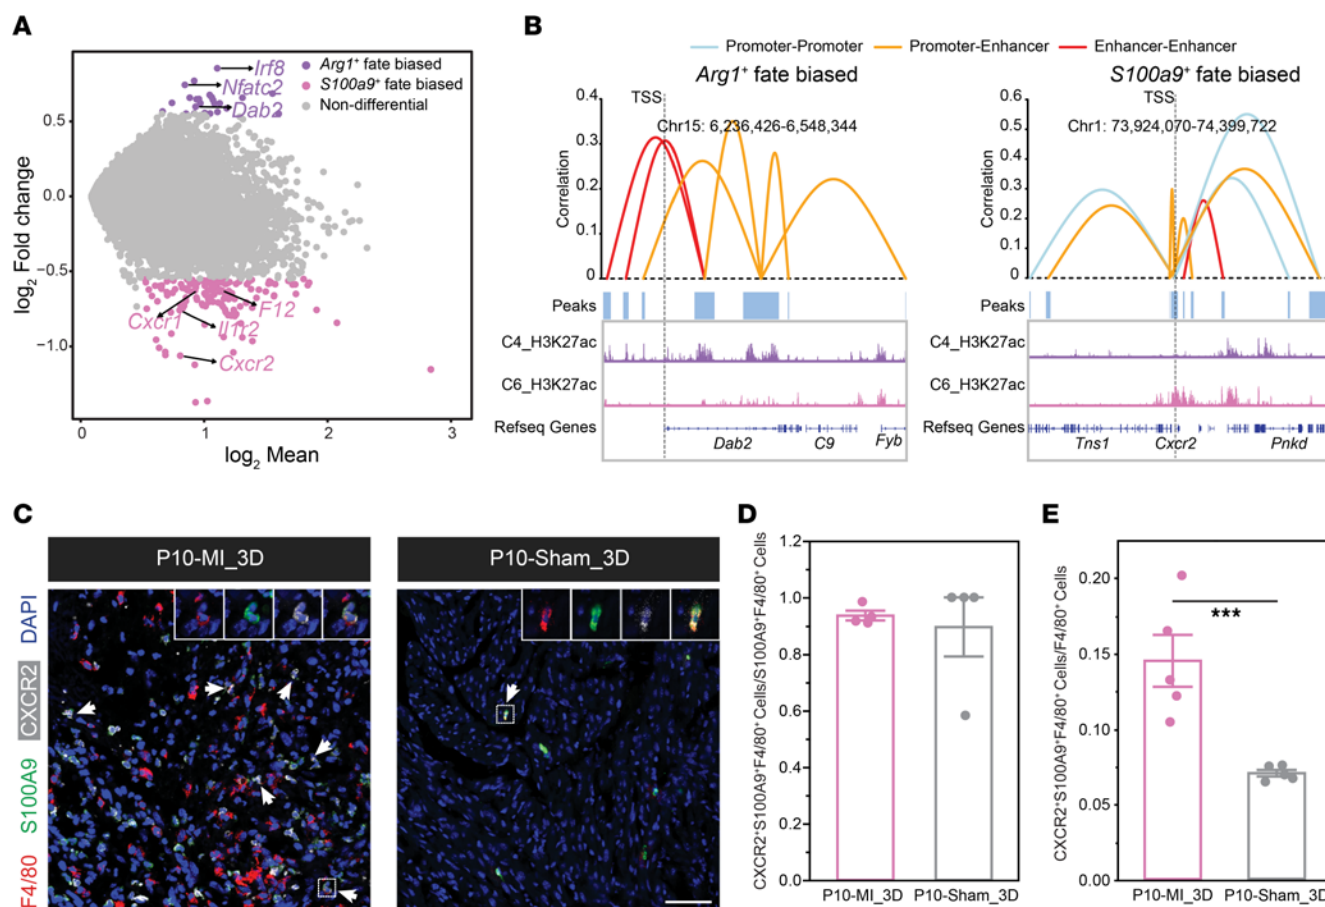 A
log2 Fold change
0.5
0.0
−0.5
−1.0
0
1
2
3
log2 Mean
Irf8
Nfatc2
Dab2
Arg1+ fate biased
S100a9+ fate biased
Non-differential
Cxcr1
F12
Il1r2
Cxcr2
B
Promoter-Promoter
Promoter-Enhancer
Enhancer-Enhancer
Arg1+ fate biased
TSS
Chr15: 6,236,426-6,548,344
Correlation
0.4
0.3
0.2
0.1
0
Peaks
C4_H3K27ac
C6_H3K27ac
Refseq Genes
Dab2
C9
Fyb
S100a9+ fate biased
TSS
Chr1: 73,924,070-74,399,722
Correlation
0.6
0.5
0.4
0.3
0.2
0.1
0
Peaks
C4_H3K27ac
C6_H3K27ac
Refseq Genes
Tns1
Cxcr2
Pnkd
C
F4/80 S100A9 CXCR2 DAPI
P10-MI_3D
P10-Sham_3D
D
CXCR2+S100A9+F4/80+ Cells/S100A9+F4/80+ Cells
1.2
1.0
0.8
0.6
0.4
0.2
0.0
P10-MI_3D
P10-Sham_3D
E
CXCR2+S100A9+F4/80+ Cells/F4/80+ Cells
0.20
0.15
0.10
0.05
0.00
***
P10-MI_3D
P10-Sham_3D